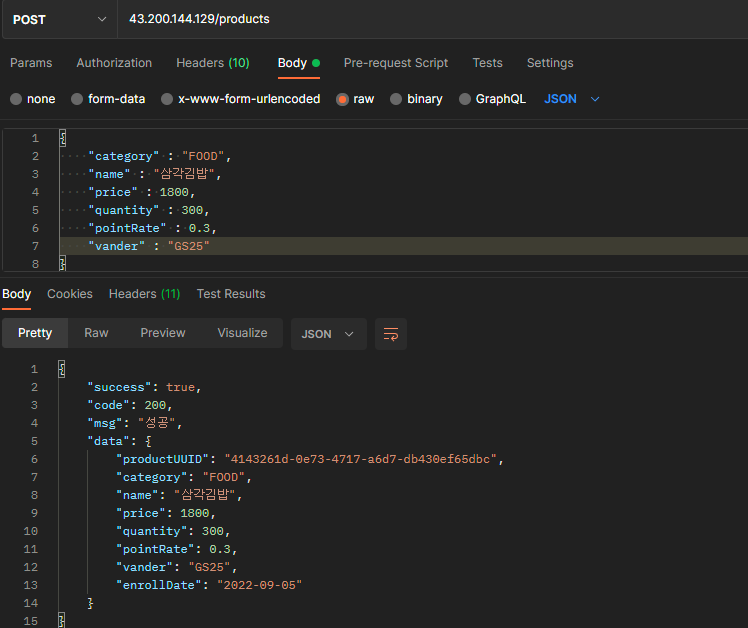 POST 43.200.144.129/products
Params Authorization Headers (10) Body Pre-request Script Tests Settings
none form-data x-www-form-urlencoded raw binary GraphQL JSON
1 {
2 "category" : "FOOD",
3 "name" : "삼각김밥",
4 "price" : 1800,
5 "quantity" : 300,
6 "pointRate" : 0.3,
7 "vander" : "GS25"
8 }
Body Cookies Headers (11) Test Results
Pretty Raw Preview Visualize JSON
1 {
2 "success": true,
3 "code": 200,
4 "msg": "성공",
5 "data": {
6 "productUUID": "4143261d-0e73-4717-a6d7-db430ef65dbc",
7 "category": "FOOD",
8 "name": "삼각김밥",
9 "price": 1800,
10 "quantity": 300,
11 "pointRate": 0.3,
12 "vander": "GS25",
13 "enrollDate": "2022-09-05"
14 }
15 }